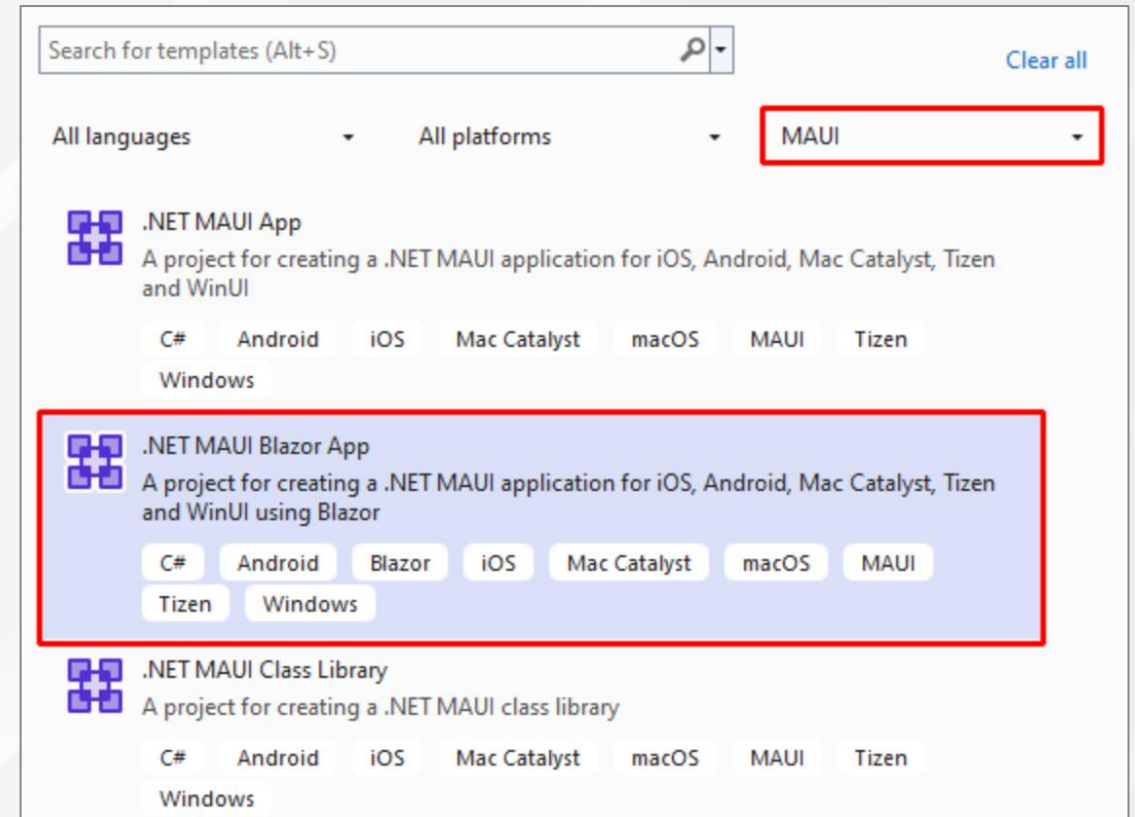 Search for templates (Alt+S)
Clear all
All languages All platforms MAUI
.NET MAUI App
A project for creating a .NET MAUI application for iOS, Android, Mac Catalyst, Tizen
and WinUI
C# Android iOS Mac Catalyst macOS MAUI Tizen
Windows
.NET MAUI Blazor App
A project for creating a .NET MAUI application for iOS, Android, Mac Catalyst, Tizen
and WinUI using Blazor
C# Android Blazor iOS Mac Catalyst macOS MAUI
Tizen Windows
.NET MAUI Class Library
A project for creating a .NET MAUI class library
C# Android iOS Mac Catalyst macOS MAUI Tizen
Windows